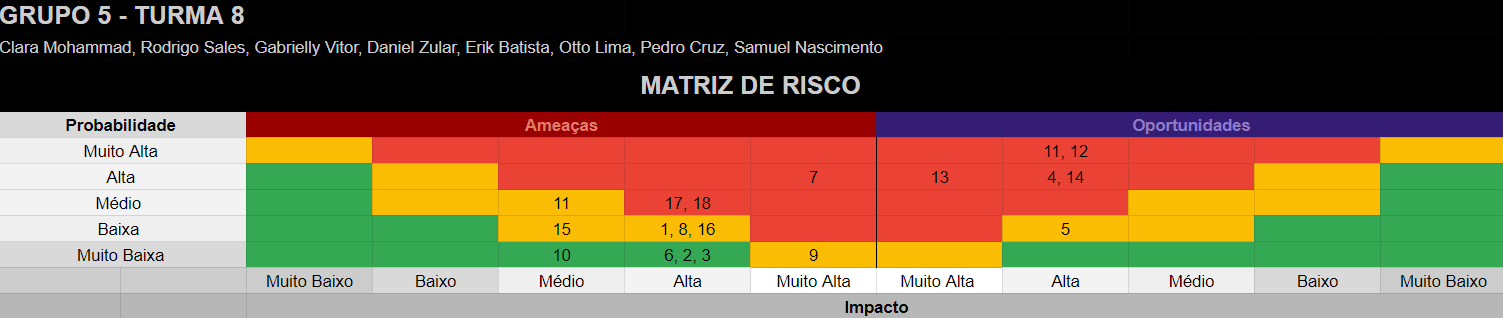 GRUPO 5 - TURMA 8
Clara Mohammad, Rodrigo Sales, Gabrielly Vitor, Daniel Zular, Erik Batista, Otto Lima, Pedro Cruz, Samuel Nascimento
MATRIZ DE RISCO
Probabilidade Ameaças Oportunidades
Muito Alta 11, 12
Alta 7 13 4, 14
Médio 11 17, 18
Baixa 15 1, 8, 16 5
Muito Baixa 10 6, 2, 3 9
Muito Baixo Baixo Médio Alta Muito Alta Muito Alta Alta Médio Baixo Muito Baixo
Impacto